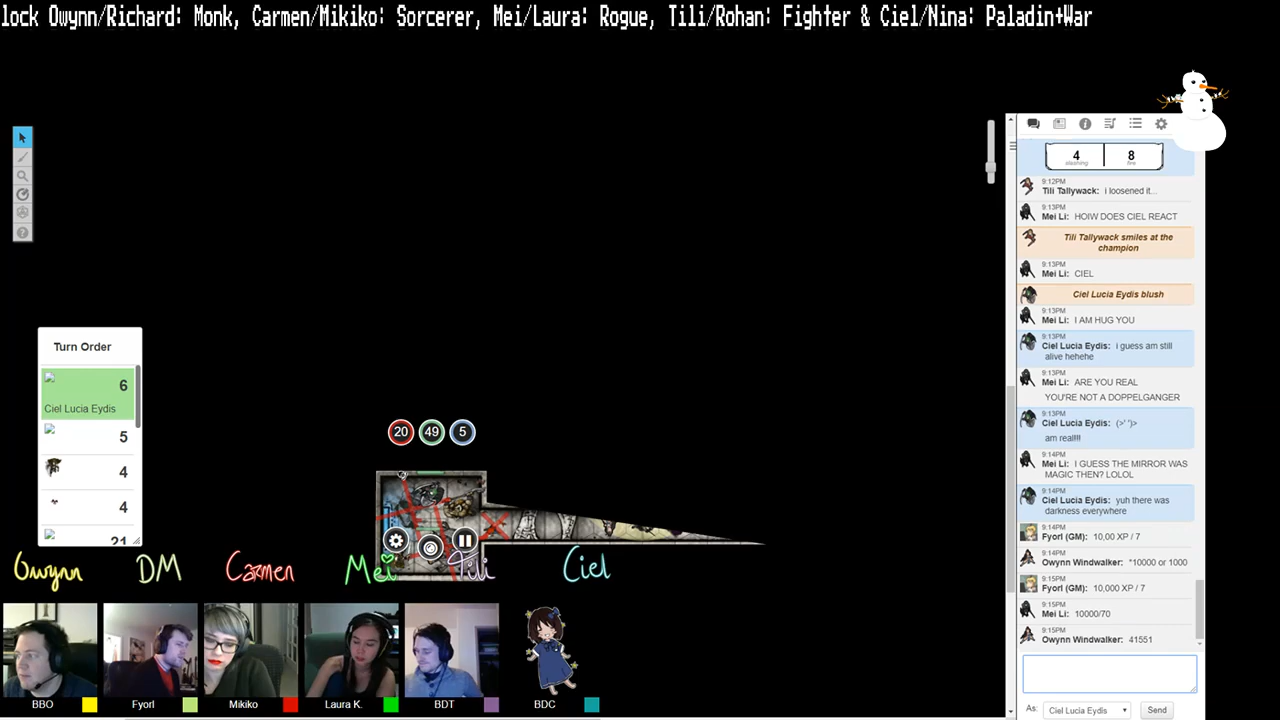 lock Owynn/Richard: Monk, Carmen/Mikiko: Sorcerer, Mei/Laura: Rogue, Tili/Rohan: Fighter & Ciel/Nina: Paladin+War
4 8
slashing fire
9:12PM
Tili Tallywack: i loosened it...
9:13PM
Mei Li: HOIW DOES CIEL REACT
Tili Tallywack smiles at the
champion
9:13PM
Mei Li: CIEL
Ciel Lucia Eydis blush
9:13PM
Mei Li: I AM HUG YOU
9:13PM
Ciel Lucia Eydis: i guess am still
alive hehehe
9:13PM
Mei Li: ARE YOU REAL
YOU'RE NOT A DOPPELGANGER
9:13PM
Ciel Lucia Eydis: (>' ')>
am real!!!
9:14PM
Mei Li: I GUESS THE MIRROR WAS
MAGIC THEN? LOLOL
9:14PM
Ciel Lucia Eydis: yuh there was
darkness everywhere
9:14PM
Fyorl (GM): 10,00 XP / 7
9:14PM
Owynn Windwalker: *10000 or 1000
9:15PM
Fyorl (GM): 10,000 XP / 7
9:15PM
Mei Li: 10000/70
9:15PM
Owynn Windwalker: 41551
As: Ciel Lucia Eydis Send
Turn Order
6
Ciel Lucia Eydis
5
4
4
21
20 49 5
Owynn DM Carmen Mei Tili Ciel
BBO Fyorl Mikiko Laura K. BDT BDC